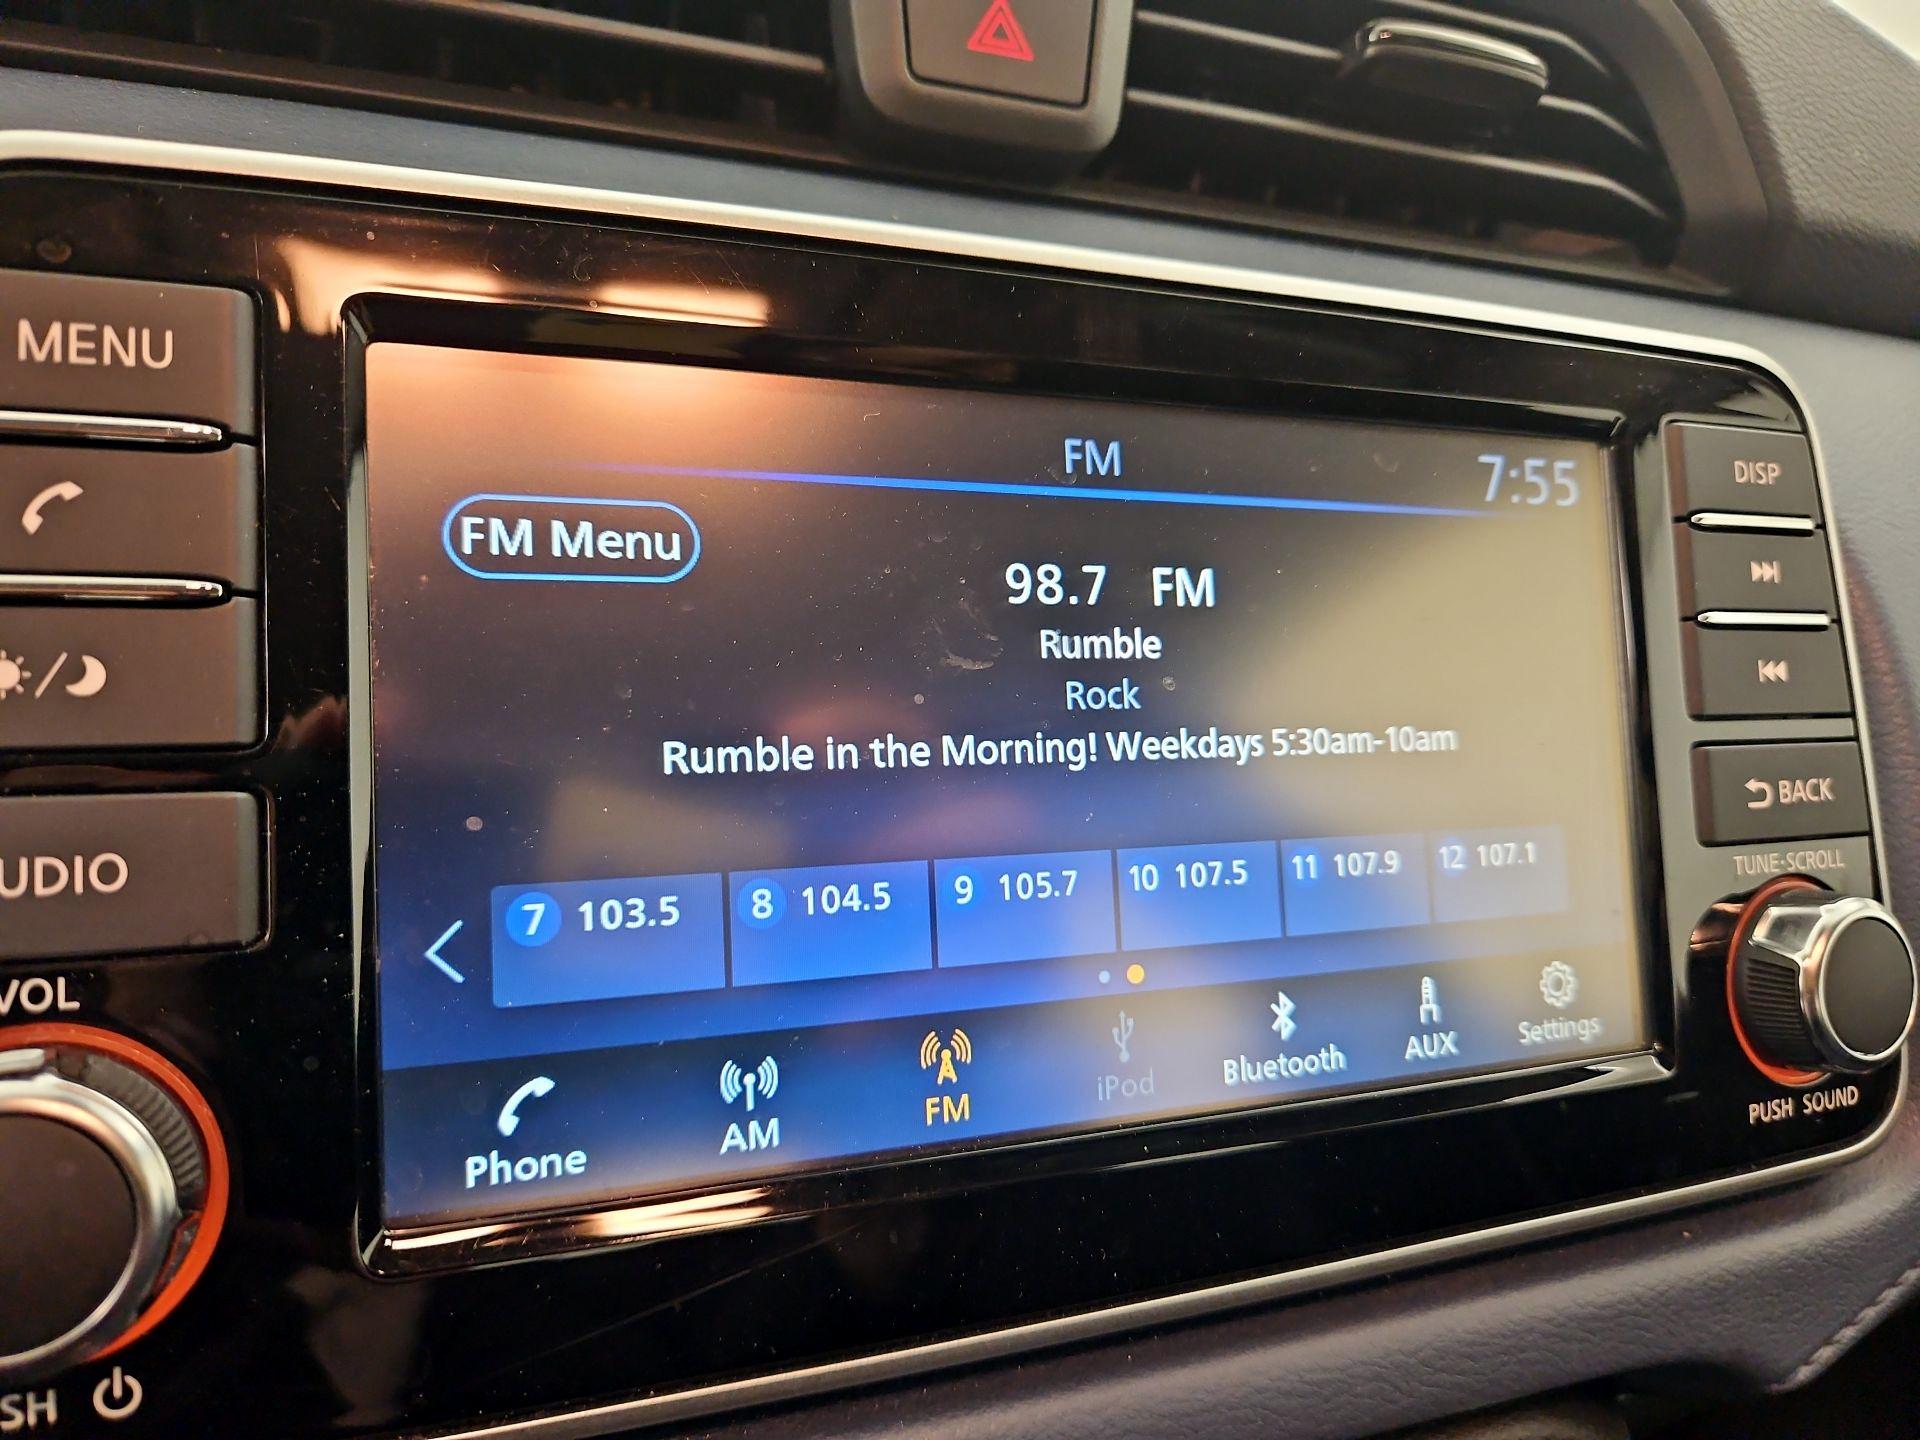 MENU
UDIO
VOL
SH
FM
7:55
FM Menu
98.7 FM
Rumble
Rock
Rumble in the Morning! Weekdays 5:30am-10am
7 103.5
8 104.5
9 105.7
10 107.5
11 107.9
12 107.1
Phone
AM
FM
iPod
Bluetooth
AUX
Settings
DISP
BACK
TUNE·SCROLL
PUSH SOUND